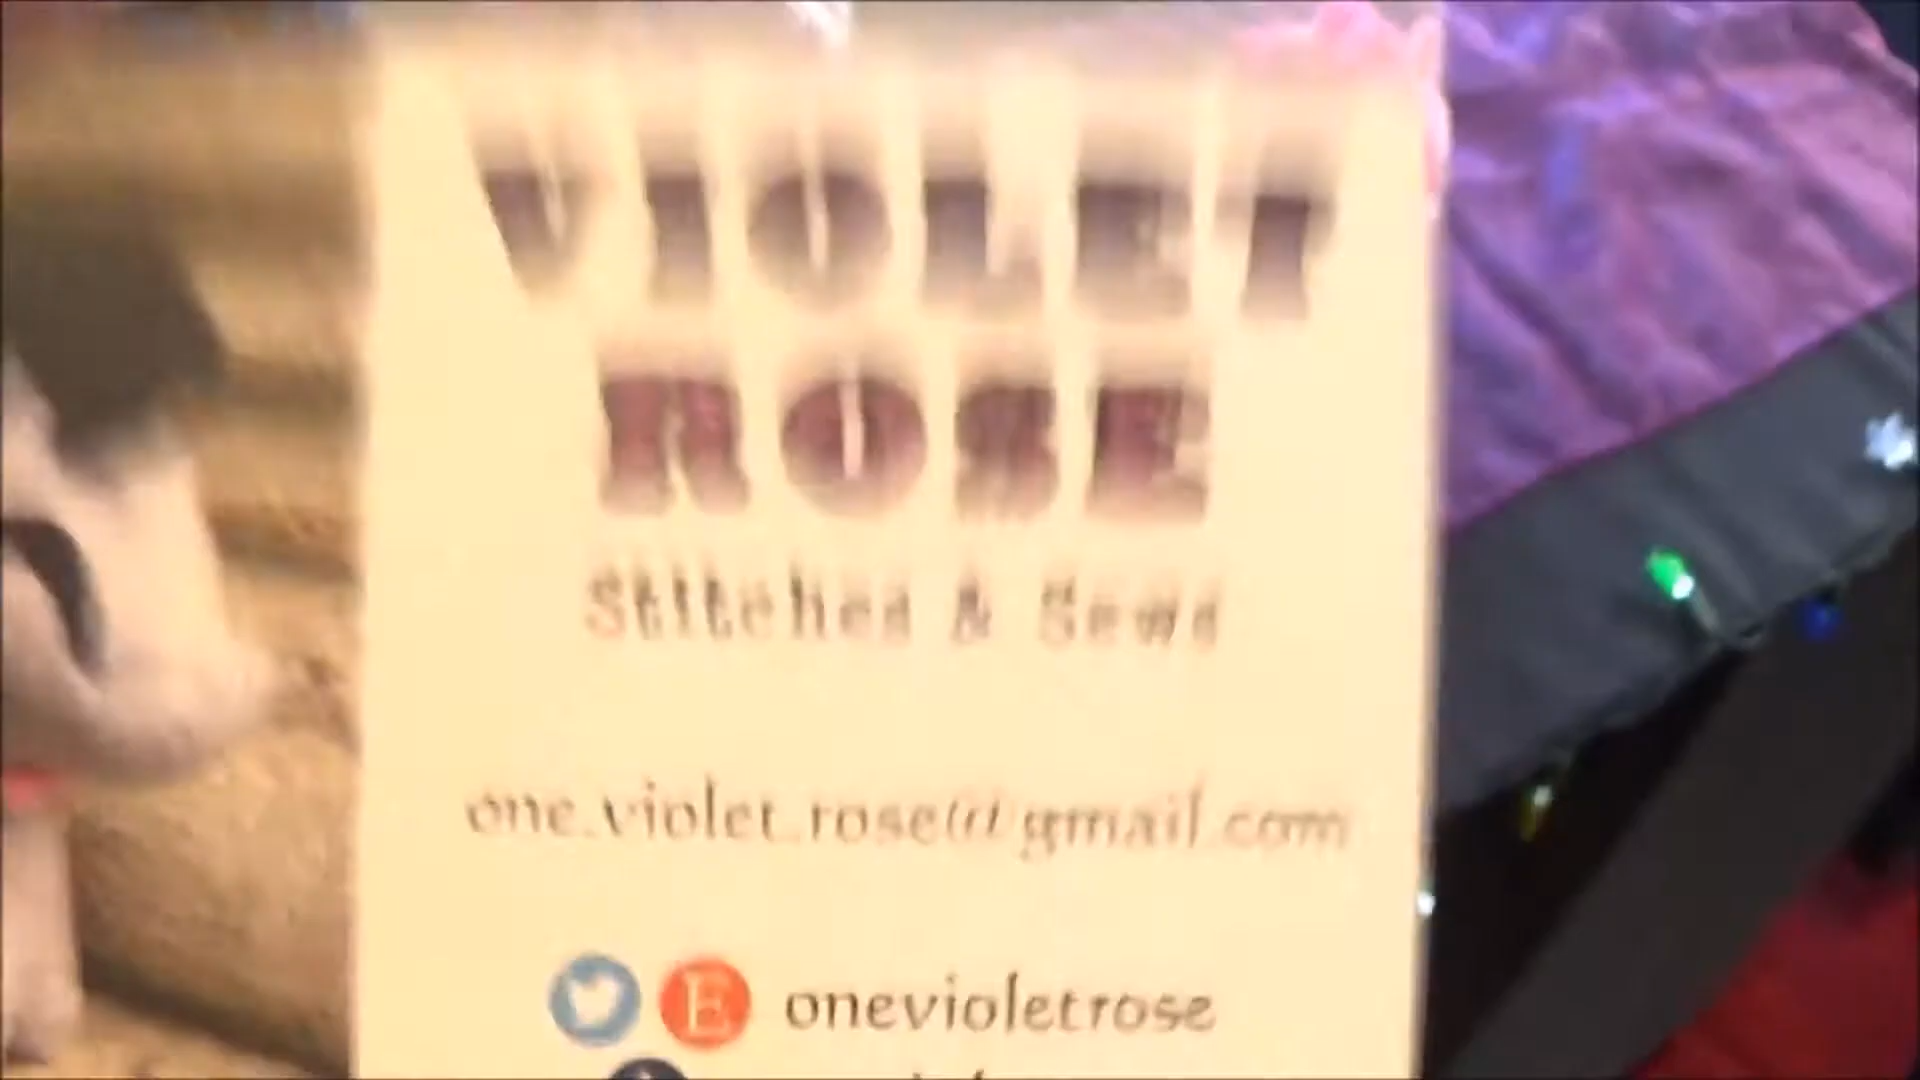 VIOLET
ROSE
Stitches & Sews
one.violet.rose@gmail.com
E onevioletrose